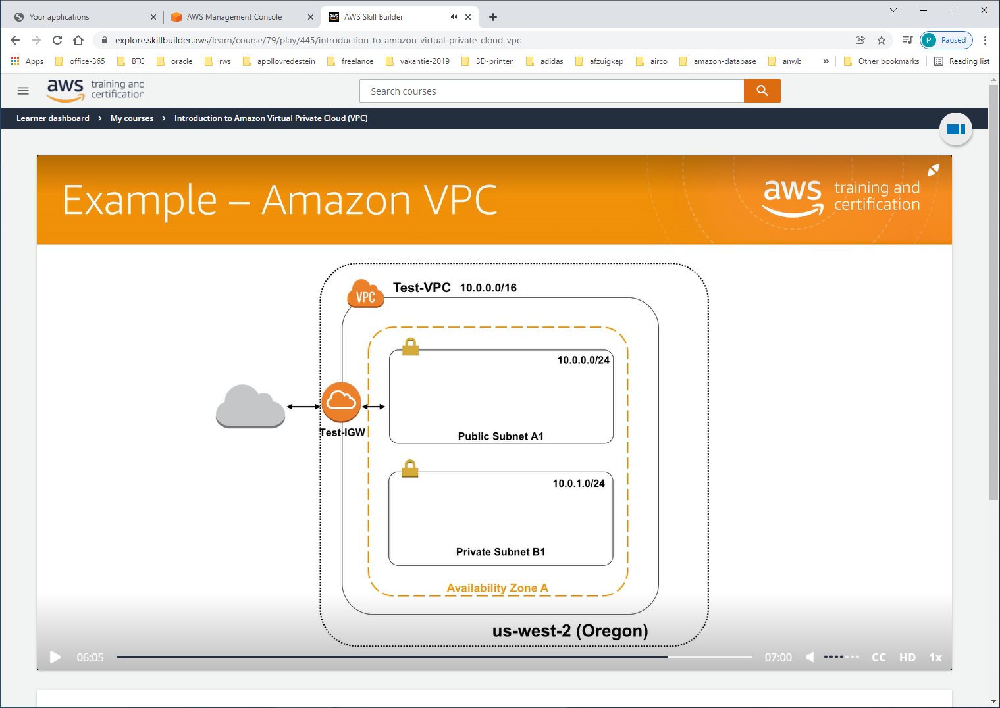 Your applications
AWS Management Console
aws
AWS Skill Builder
explore.skillbuilder.aws/learn/course/79/play/445/introduction-to-amazon-virtual-private-cloud-vpc
P Paused
Apps office-365 BTC oracle rws apollovredestein freelance vakantie-2019 3D-printen adidas afzuigkap airco amazon-database anwb » Other bookmarks Reading list
aws training and
certification
Search courses
Learner dashboard > My courses > Introduction to Amazon Virtual Private Cloud (VPC)
Example – Amazon VPC
aws training and
certification
VPC
Test-VPC 10.0.0.0/16
10.0.0.0/24
Test-IGW
Public Subnet A1
10.0.1.0/24
Private Subnet B1
Availability Zone A
us-west-2 (Oregon)
06:05 07:00 CC HD 1x